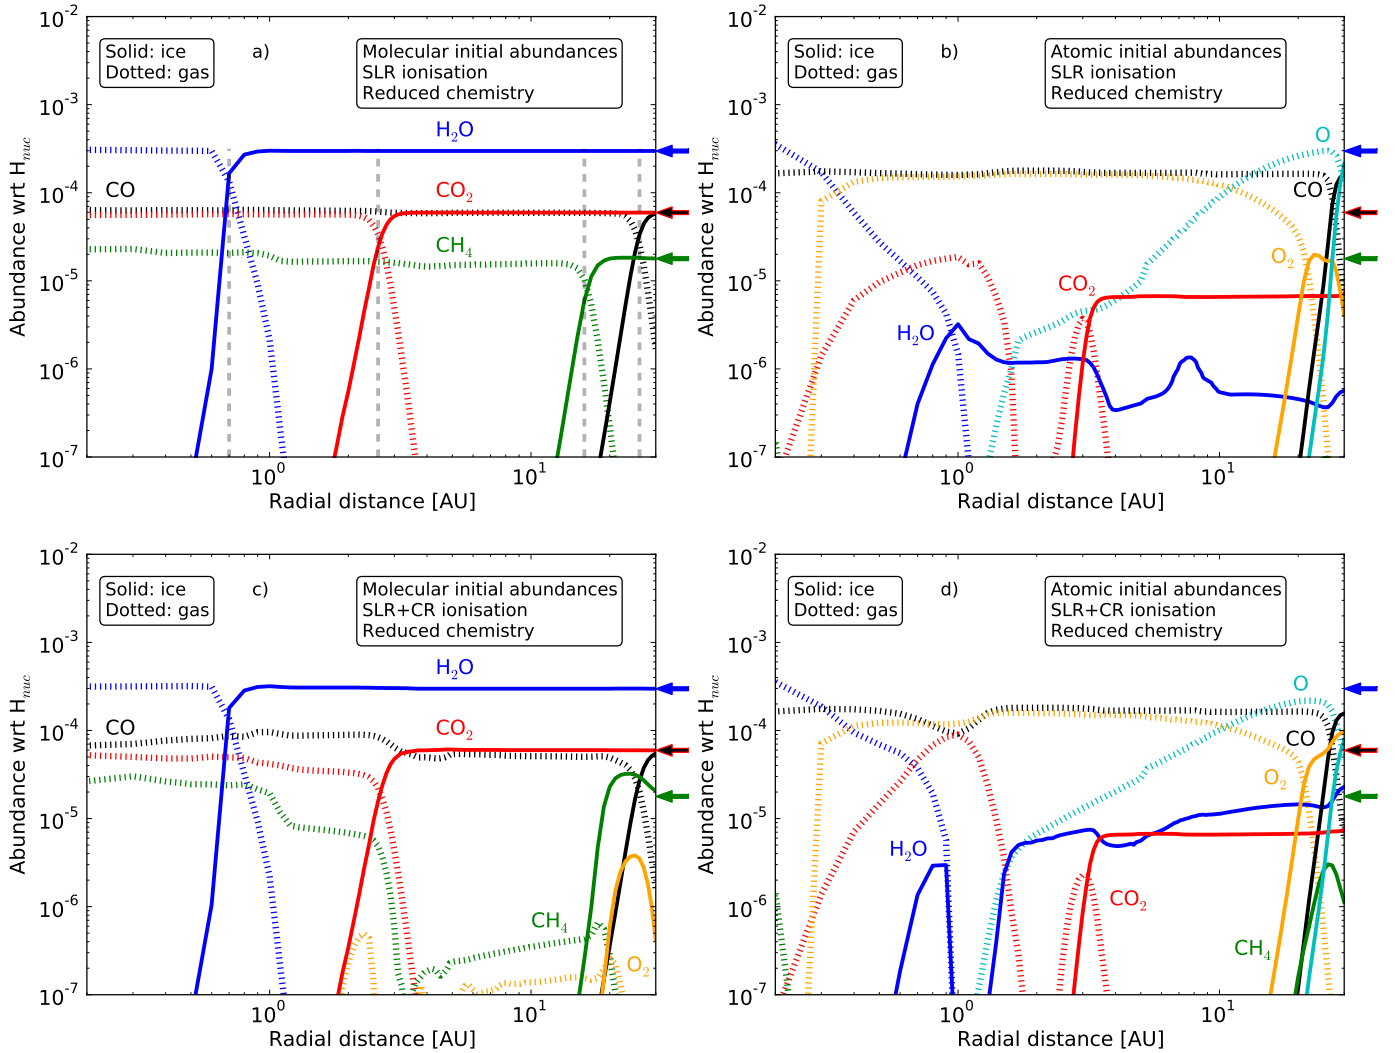 Solid: ice
Dotted: gas
a)
Molecular initial abundances
SLR ionisation
Reduced chemistry
H₂O
CO
CO₂
CH₄
10⁻²
10⁻³
10⁻⁴
10⁻⁵
10⁻⁶
10⁻⁷
Abundance wrt Hₙᵤ𝒸
10⁰
10¹
Radial distance [AU]
Solid: ice
Dotted: gas
b)
Atomic initial abundances
SLR ionisation
Reduced chemistry
O
CO
O₂
CO₂
H₂O
10⁻²
10⁻³
10⁻⁴
10⁻⁵
10⁻⁶
10⁻⁷
Abundance wrt Hₙᵤ𝒸
10⁰
10¹
Radial distance [AU]
Solid: ice
Dotted: gas
c)
Molecular initial abundances
SLR+CR ionisation
Reduced chemistry
H₂O
CO
CO₂
CH₄
O₂
10⁻²
10⁻³
10⁻⁴
10⁻⁵
10⁻⁶
10⁻⁷
Abundance wrt Hₙᵤ𝒸
10⁰
10¹
Radial distance [AU]
Solid: ice
Dotted: gas
d)
Atomic initial abundances
SLR+CR ionisation
Reduced chemistry
O
CO
O₂
H₂O
CO₂
CH₄
10⁻²
10⁻³
10⁻⁴
10⁻⁵
10⁻⁶
10⁻⁷
Abundance wrt Hₙᵤ𝒸
10⁰
10¹
Radial distance [AU]